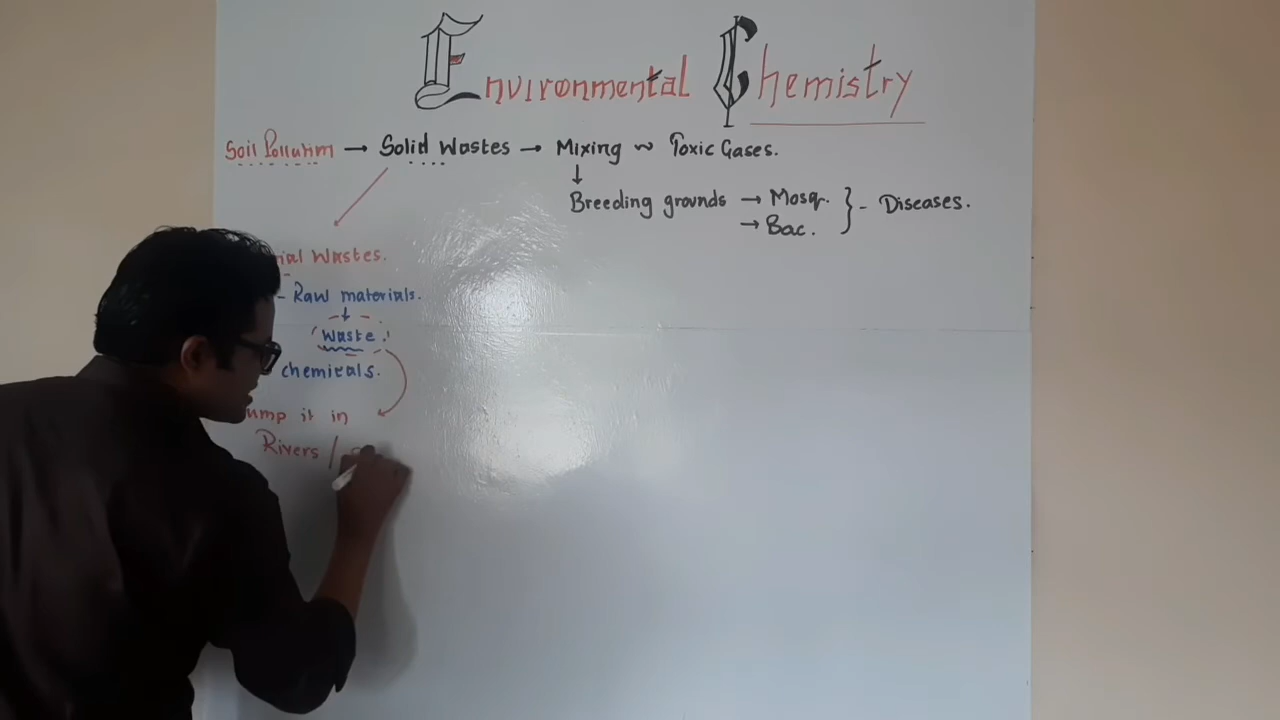 Environmental Chemistry
Soil Pollution → Solid Wastes → Mixing ~ Toxic Gases.
↓
Breeding grounds → Mosq. } - Diseases.
→ Bac.
Wastes.
- Raw materials.
↓
Waste.
chemicals.
ump it in
Rivers /